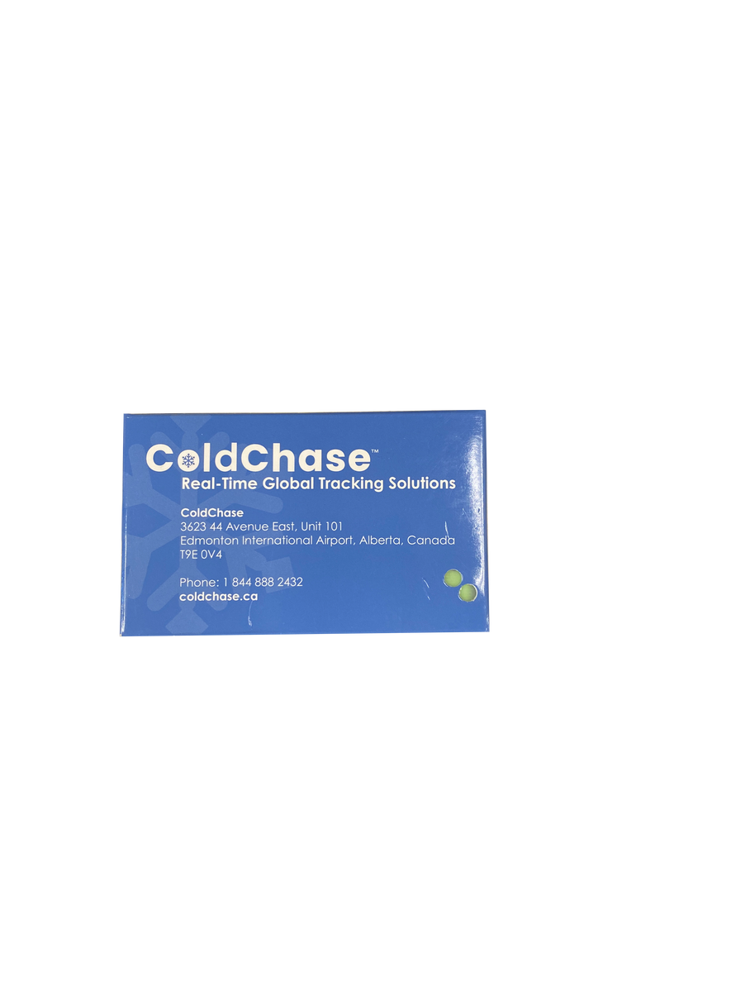 ColdChase™
Real-Time Global Tracking Solutions
ColdChase
3623 44 Avenue East, Unit 101
Edmonton International Airport, Alberta, Canada
T9E 0V4
Phone: 1 844 888 2432
coldchase.ca